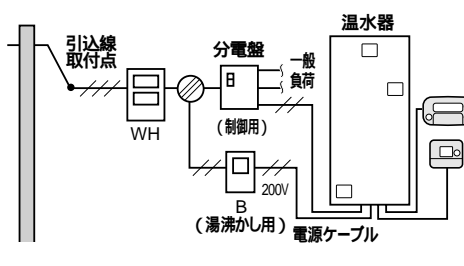 温水器
引込線
取付点
分電盤
一般
負荷
WH
(制御用)
200V
B
(湯沸かし用)
電源ケーブル